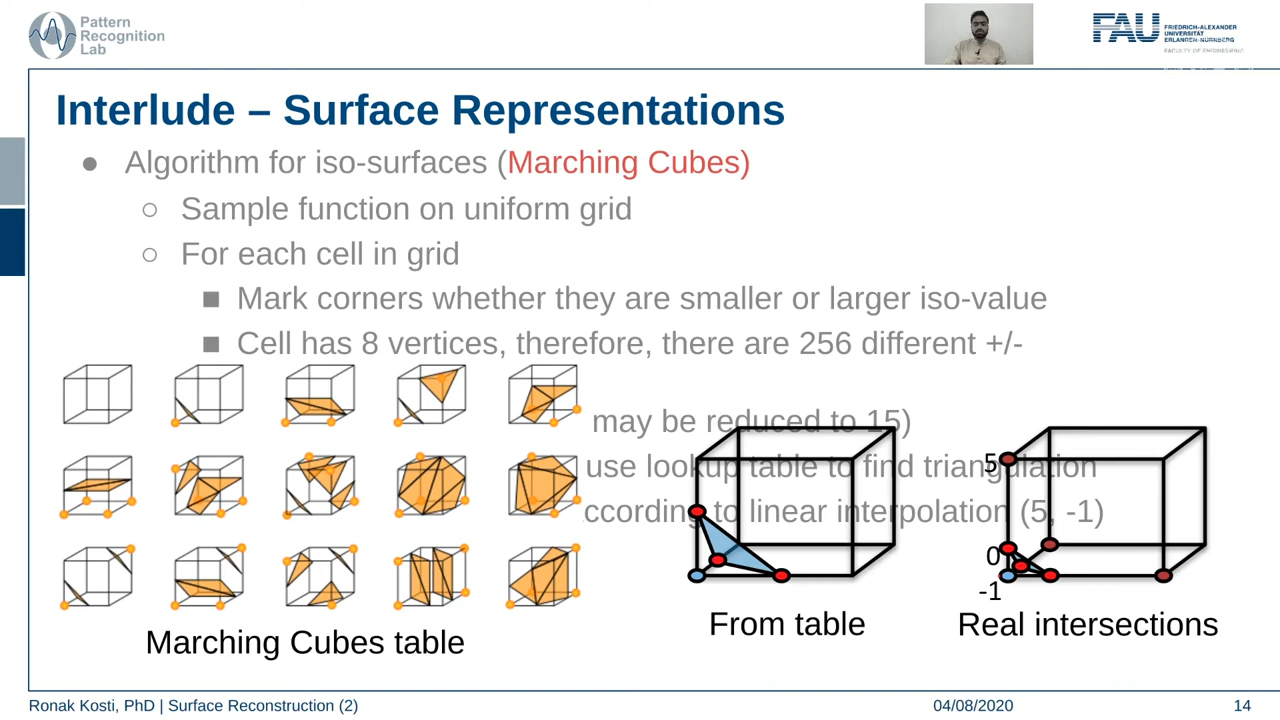 Pattern
Recognition
Lab
FAU
FRIEDRICH-ALEXANDER
UNIVERSITÄT
ERLANGEN-NÜRNBERG
FACULTY OF ENGINEERING
Interlude – Surface Representations
● Algorithm for iso-surfaces (Marching Cubes)
○ Sample function on uniform grid
○ For each cell in grid
■ Mark corners whether they are smaller or larger iso-value
■ Cell has 8 vertices, therefore, there are 256 different +/-
may be reduced to 15)
use lookup table to find triangulation
ccording to linear interpolation (5, -1)
5
0
-1
Marching Cubes table
From table
Real intersections
Ronak Kosti, PhD | Surface Reconstruction (2)
04/08/2020
14